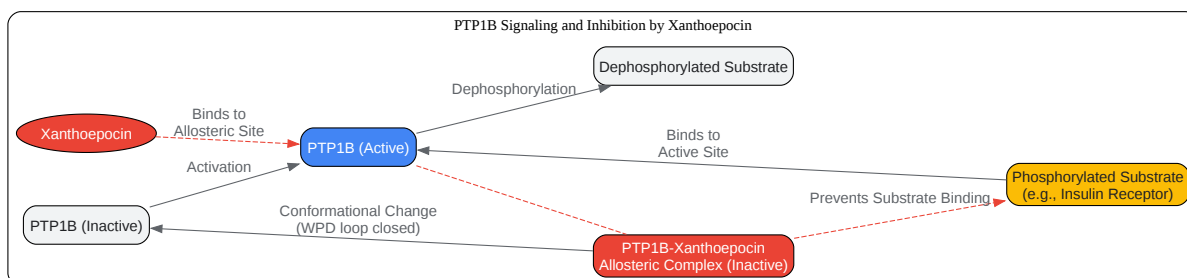 PTP1B Signaling and Inhibition by Xanthoepocin
Dephosphorylated Substrate
Dephosphorylation
Binds to
Allosteric Site
Xanthoepocin
PTP1B (Active)
Binds to
Active Site
Activation
Phosphorylated Substrate
(e.g., Insulin Receptor)
Prevents Substrate Binding
PTP1B (Inactive)
Conformational Change
(WPD loop closed)
PTP1B-Xanthoepocin
Allosteric Complex (Inactive)